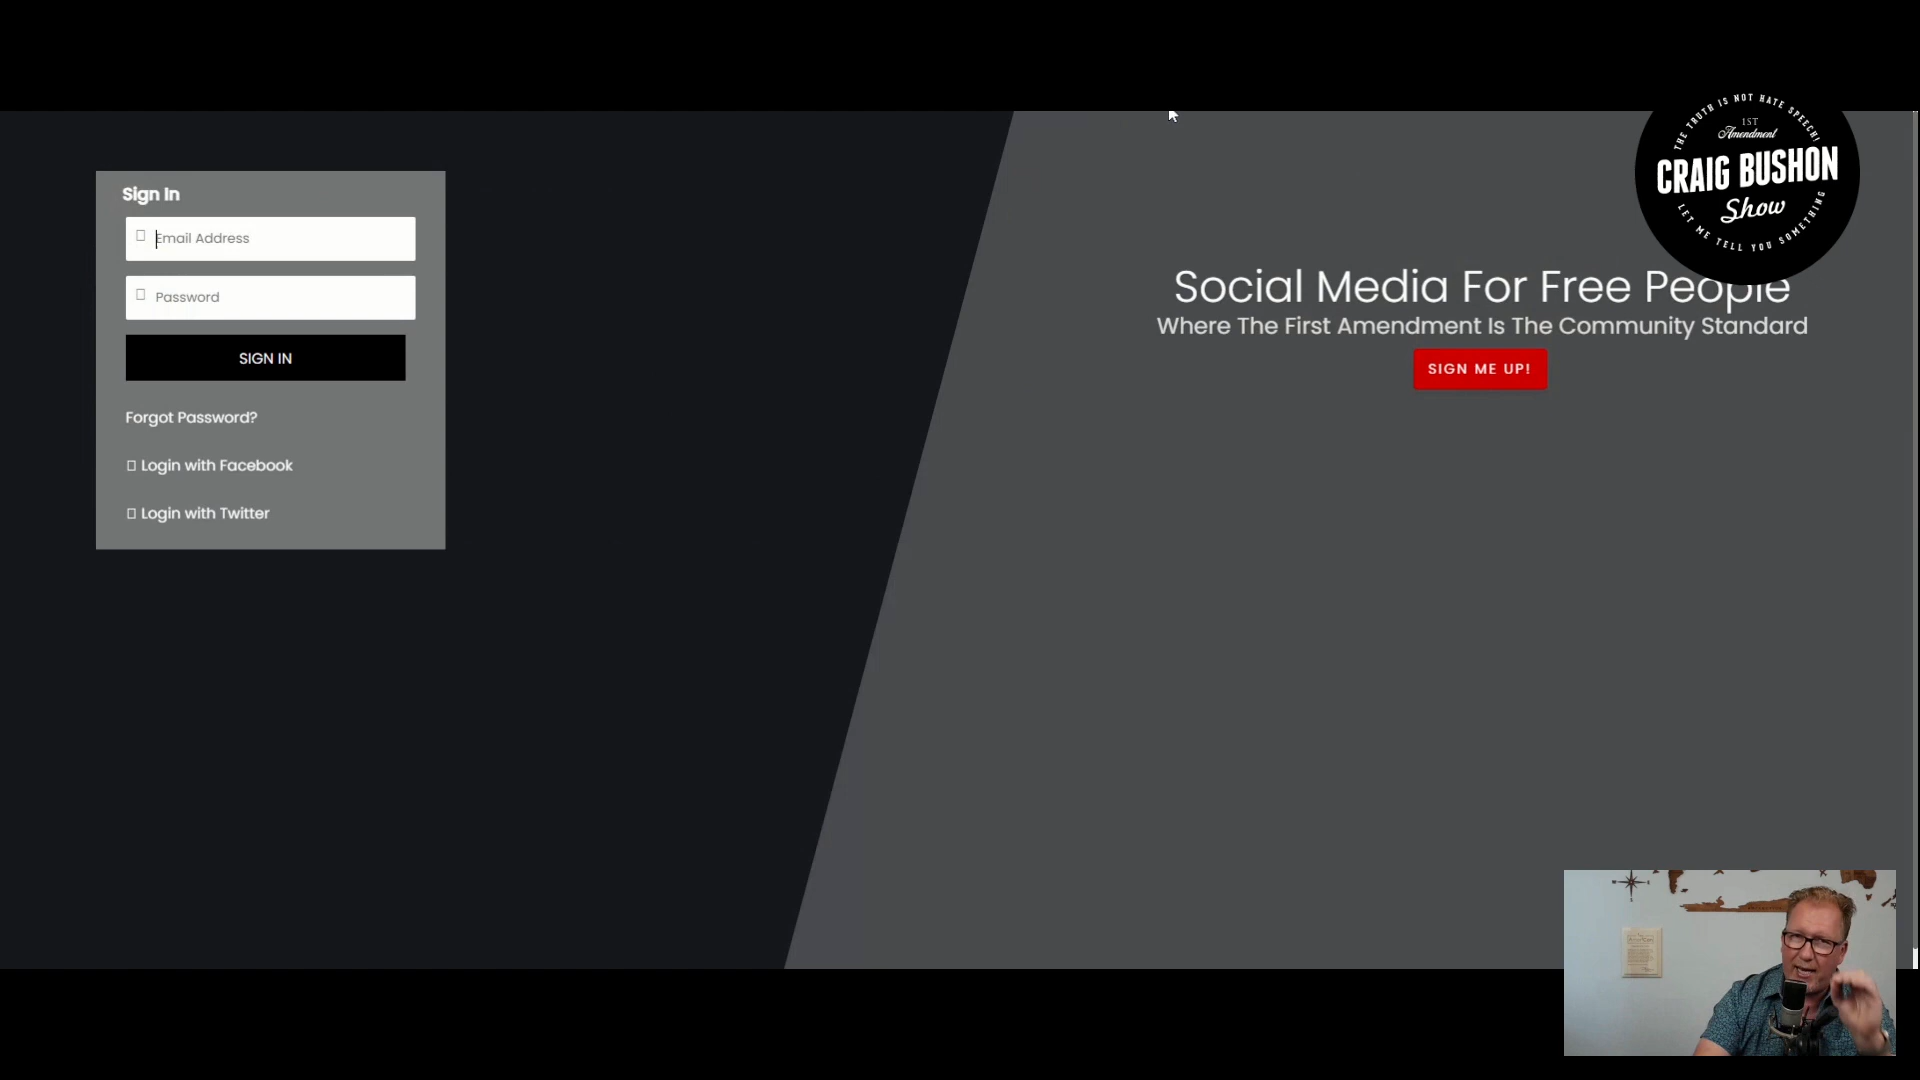 THE TRUTH IS NOT HATE SPEECH!
1ST
Amendment
CRAIG BUSHON
Show
LET ME TELL YOU SOMETHING
Sign In
Email Address
Password
SIGN IN
Forgot Password?
Login with Facebook
Login with Twitter
Social Media For Free People
Where The First Amendment Is The Community Standard
SIGN ME UP!